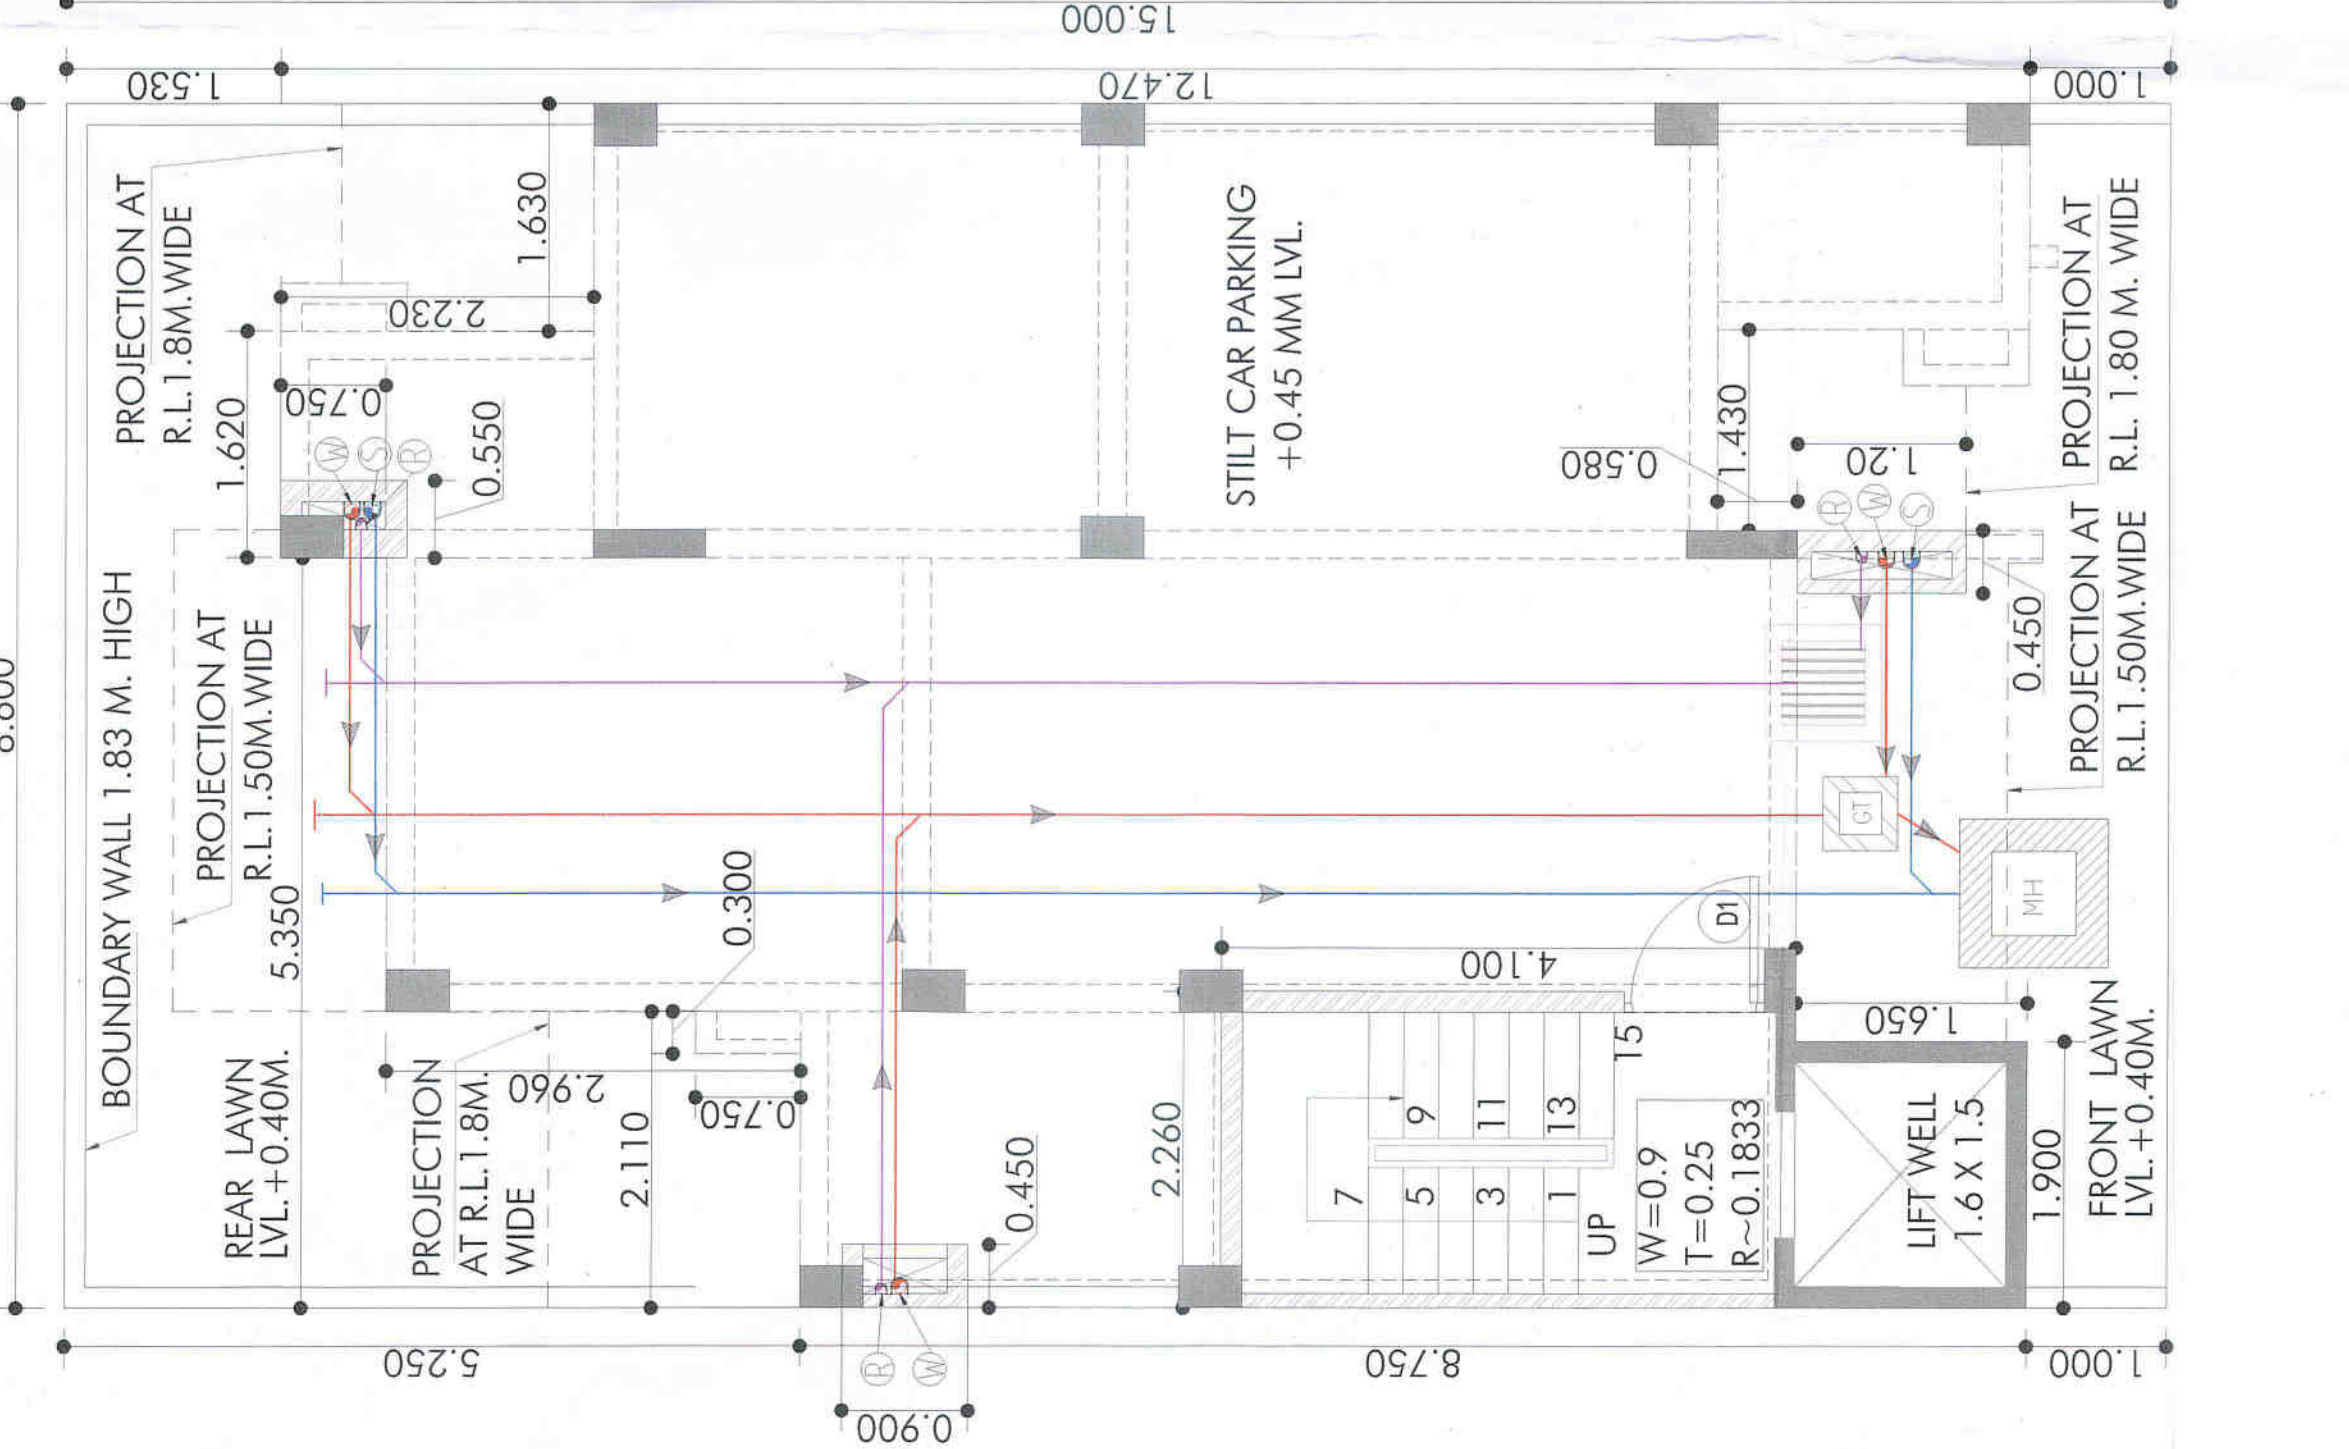 15.000
1.530
12.470
1.000
PROJECTION AT
R.L.1.8M.WIDE
1.630
2.230
1.620
0.750
0.550
W
S
R
STILT CAR PARKING
+0.45 MM LVL.
0.580
1.430
1.20
R
W
S
PROJECTION AT
R.L. 1.80 M. WIDE
BOUNDARY WALL 1.83 M. HIGH
PROJECTION AT
R.L.1.50M.WIDE
5.350
0.450
PROJECTION AT
R.L.1.50M.WIDE
GT
MH
0.300
D1
4.100
REAR LAWN
LVL.+0.40M.
PROJECTION
AT R.L.1.8M.
WIDE
2.960
0.750
2.110
0.450
2.260
7
5
3
1
9
11
13
15
UP
W=0.9
T=0.25
R~0.1833
1.650
LIFT WELL
1.6 X 1.5
1.900
FRONT LAWN
LVL.+0.40M.
5.250
R
W
0.900
8.750
1.000